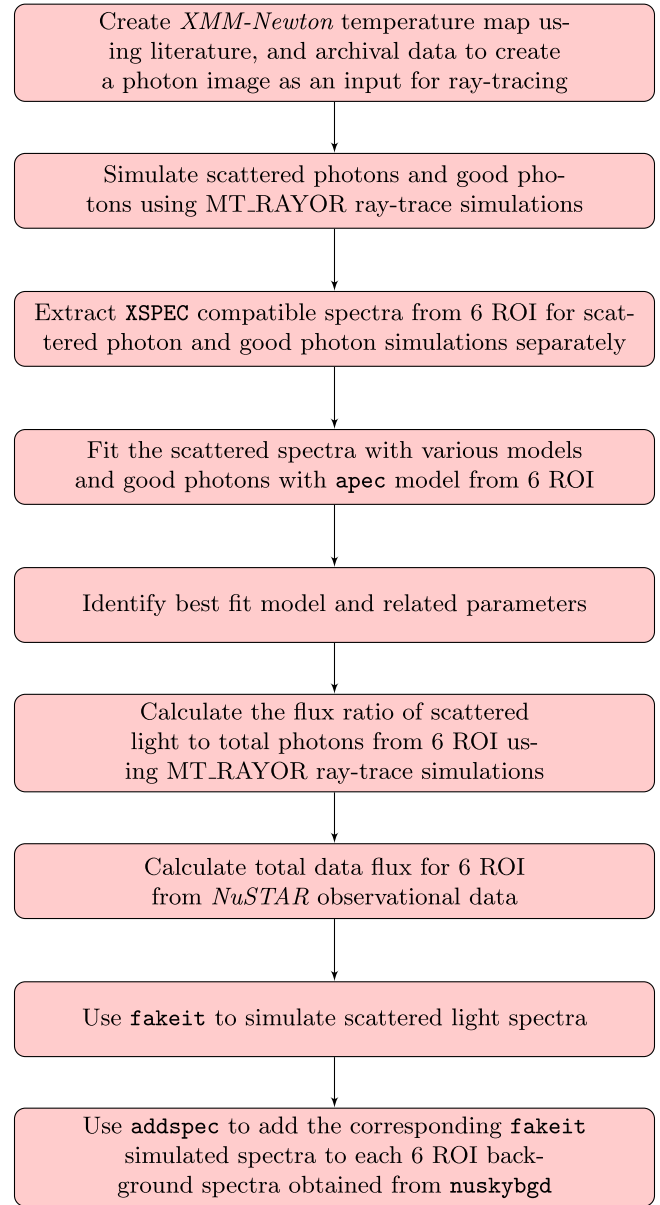 Create XMM-Newton temperature map us-
ing literature, and archival data to create
a photon image as an input for ray-tracing
Simulate scattered photons and good pho-
tons using MT_RAYOR ray-trace simulations
Extract XSPEC compatible spectra from 6 ROI for scat-
tered photon and good photon simulations separately
Fit the scattered spectra with various models
and good photons with apec model from 6 ROI
Identify best fit model and related parameters
Calculate the flux ratio of scattered
light to total photons from 6 ROI us-
ing MT_RAYOR ray-trace simulations
Calculate total data flux for 6 ROI
from NuSTAR observational data
Use fakeit to simulate scattered light spectra
Use addspec to add the corresponding fakeit
simulated spectra to each 6 ROI back-
ground spectra obtained from nuskybgd